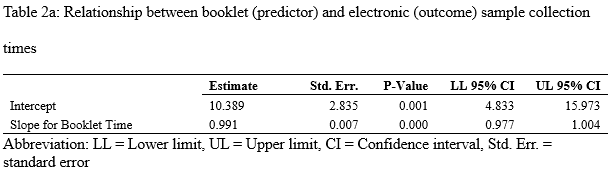 Table 2a: Relationship between booklet (predictor) and electronic (outcome) sample collection
times
Estimate Std. Err. P-Value LL 95% CI UL 95% CI
Intercept 10.389 2.835 0.001 4.833 15.973
Slope for Booklet Time 0.991 0.007 0.000 0.977 1.004
Abbreviation: LL = Lower limit, UL = Upper limit, CI = Confidence interval, Std. Err. =
standard error